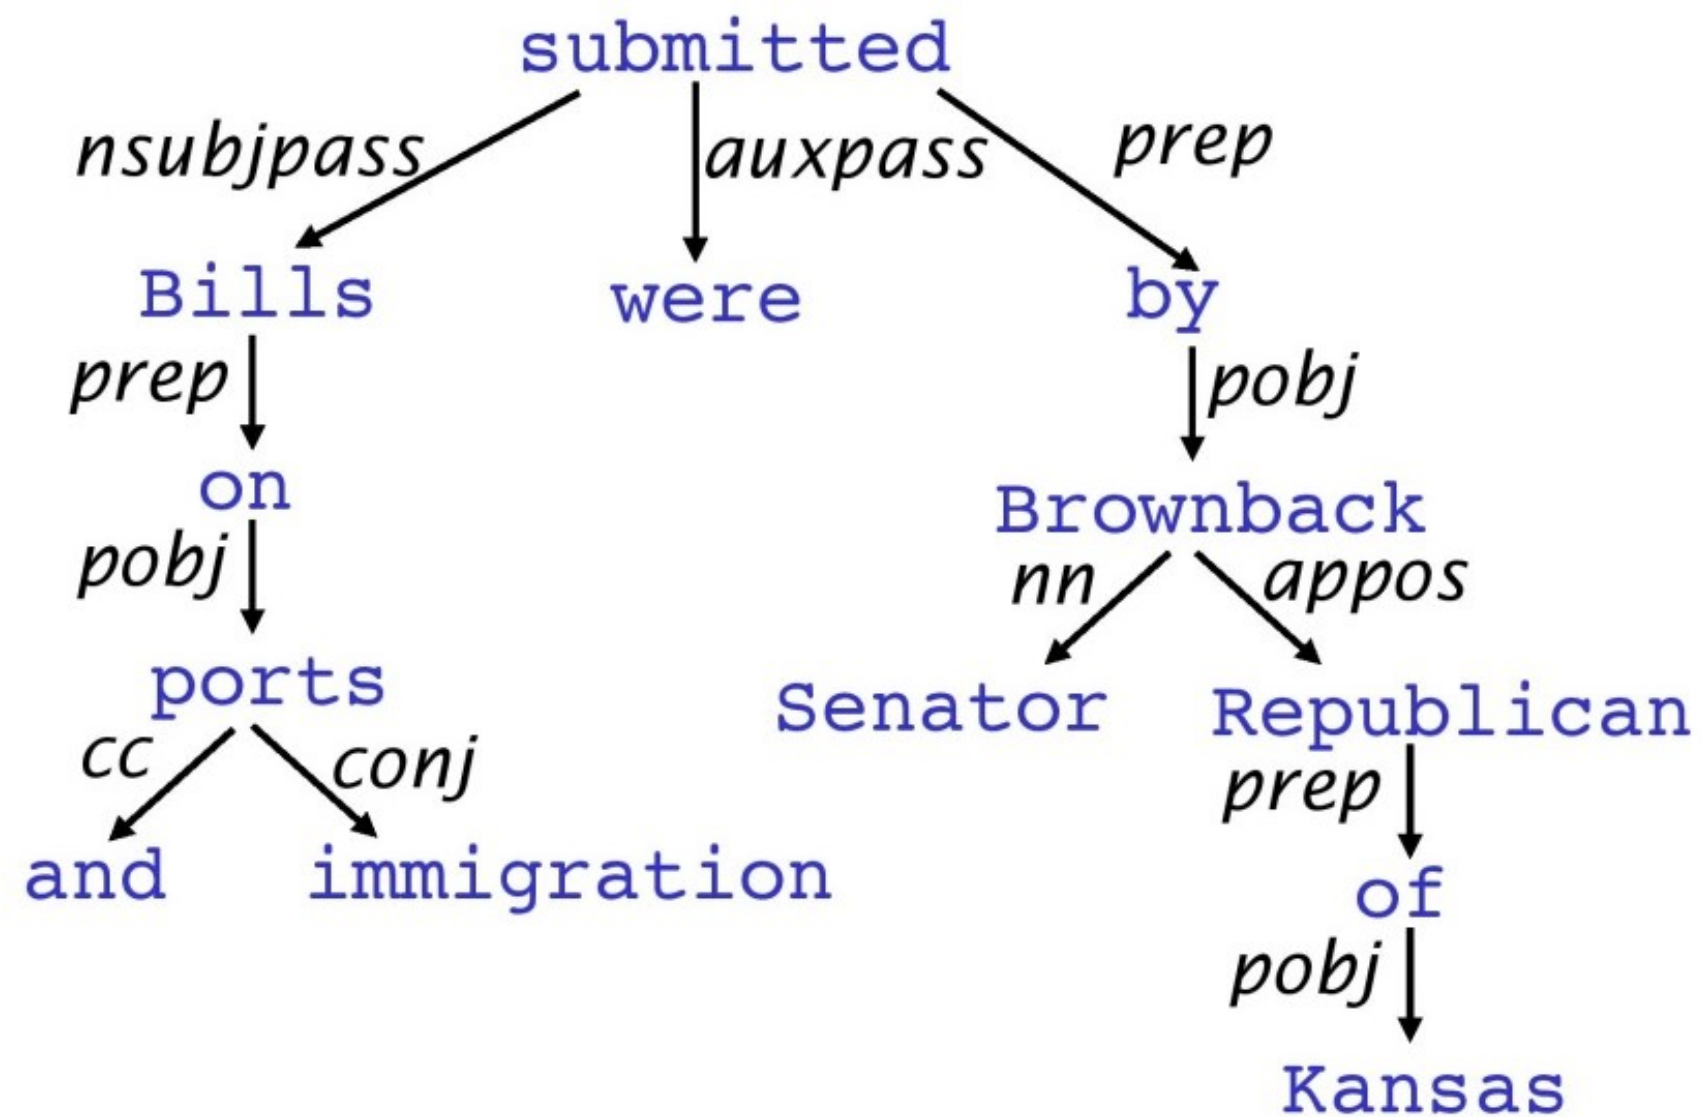 submitted
nsubjpass auxpass prep
Bills were by
prep pobj
on Brownback
pobj nn appos
ports Senator Republican
cc conj prep
and immigration of
pobj
Kansas